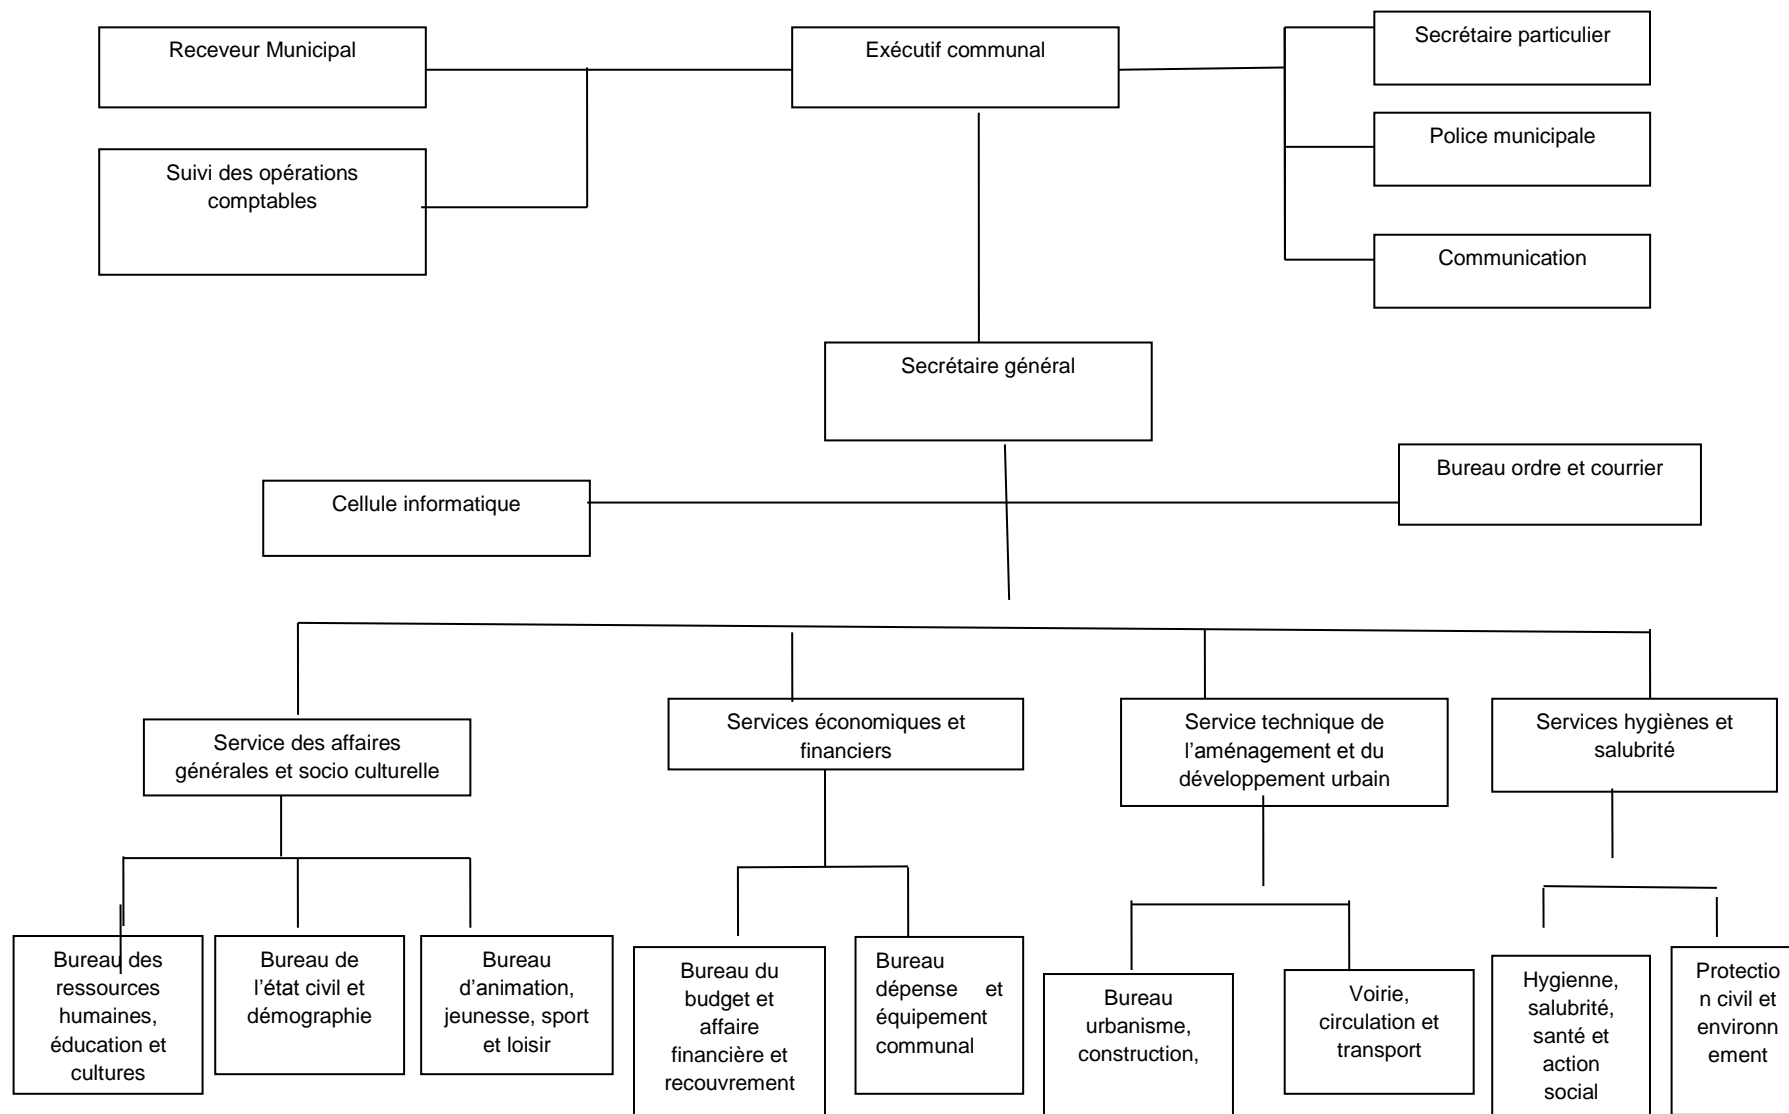 Receveur Municipal
Exécutif communal
Secrétaire particulier
Police municipale
Suivi des opérations
comptables
Communication
Secrétaire général
Bureau ordre et courrier
Cellule informatique
Service des affaires
générales et socio culturelle
Services économiques et
financiers
Service technique de
l’aménagement et du
développement urbain
Services hygiènes et
salubrité
Bureau des
ressources
humaines,
éducation et
cultures
Bureau de
l’état civil et
démographie
Bureau
d’animation,
jeunesse, sport
et loisir
Bureau du
budget et
affaire
financière et
recouvrement
Bureau
dépense et
équipement
communal
Bureau
urbanisme,
construction,
Voirie,
circulation et
transport
Hygienne,
salubrité,
santé et
action
social
Protectio
n civil et
environn
ement